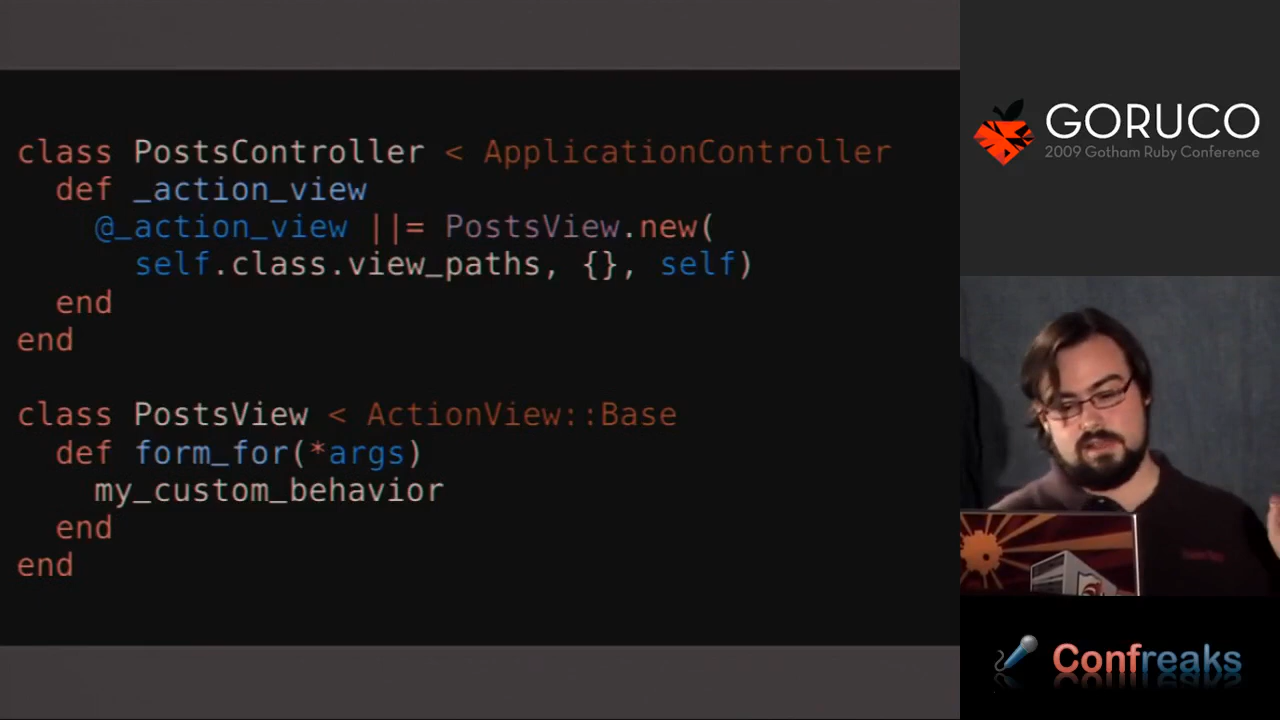 class PostsController < ApplicationController
  def _action_view
    @_action_view ||= PostsView.new(
      self.class.view_paths, {}, self)
  end
end

class PostsView < ActionView::Base
  def form_for(*args)
    my_custom_behavior
  end
end
GORUCO
2009 Gotham Ruby Conference
Confreaks